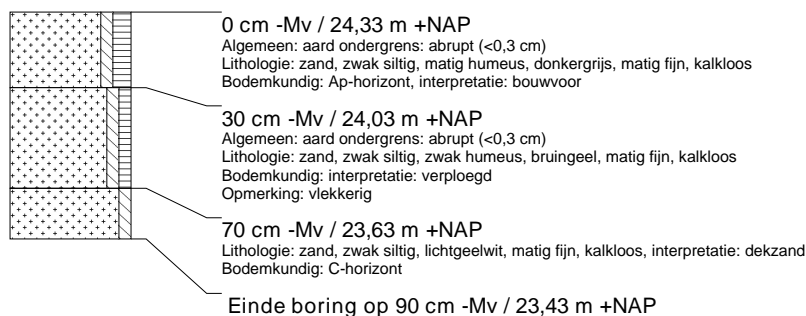 0 cm -Mv / 24,33 m +NAP
Algemeen: aard ondergrens: abrupt (<0,3 cm)
Lithologie: zand, zwak siltig, matig humeus, donkergrijs, matig fijn, kalkloos
Bodemkundig: Ap-horizont, interpretatie: bouwvoor
30 cm -Mv / 24,03 m +NAP
Algemeen: aard ondergrens: abrupt (<0,3 cm)
Lithologie: zand, zwak siltig, zwak humeus, bruingeel, matig fijn, kalkloos
Bodemkundig: interpretatie: verploegd
Opmerking: vlekkerig
70 cm -Mv / 23,63 m +NAP
Lithologie: zand, zwak siltig, lichtgeelwit, matig fijn, kalkloos, interpretatie: dekzand
Bodemkundig: C-horizont
Einde boring op 90 cm -Mv / 23,43 m +NAP